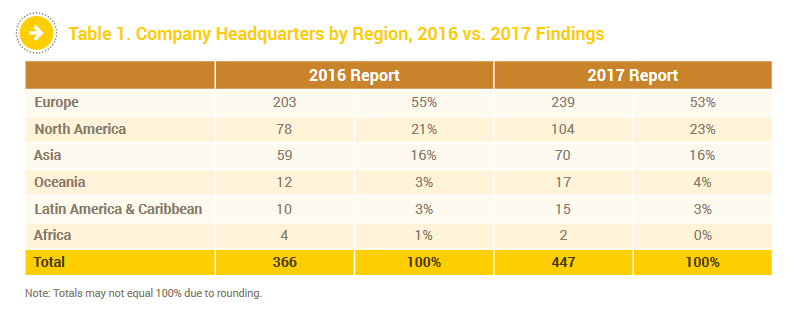 Table 1. Company Headquarters by Region, 2016 vs. 2017 Findings
2016 Report 2017 Report
Europe 203 55% 239 53%
North America 78 21% 104 23%
Asia 59 16% 70 16%
Oceania 12 3% 17 4%
Latin America & Caribbean 10 3% 15 3%
Africa 4 1% 2 0%
Total 366 100% 447 100%
Note: Totals may not equal 100% due to rounding.